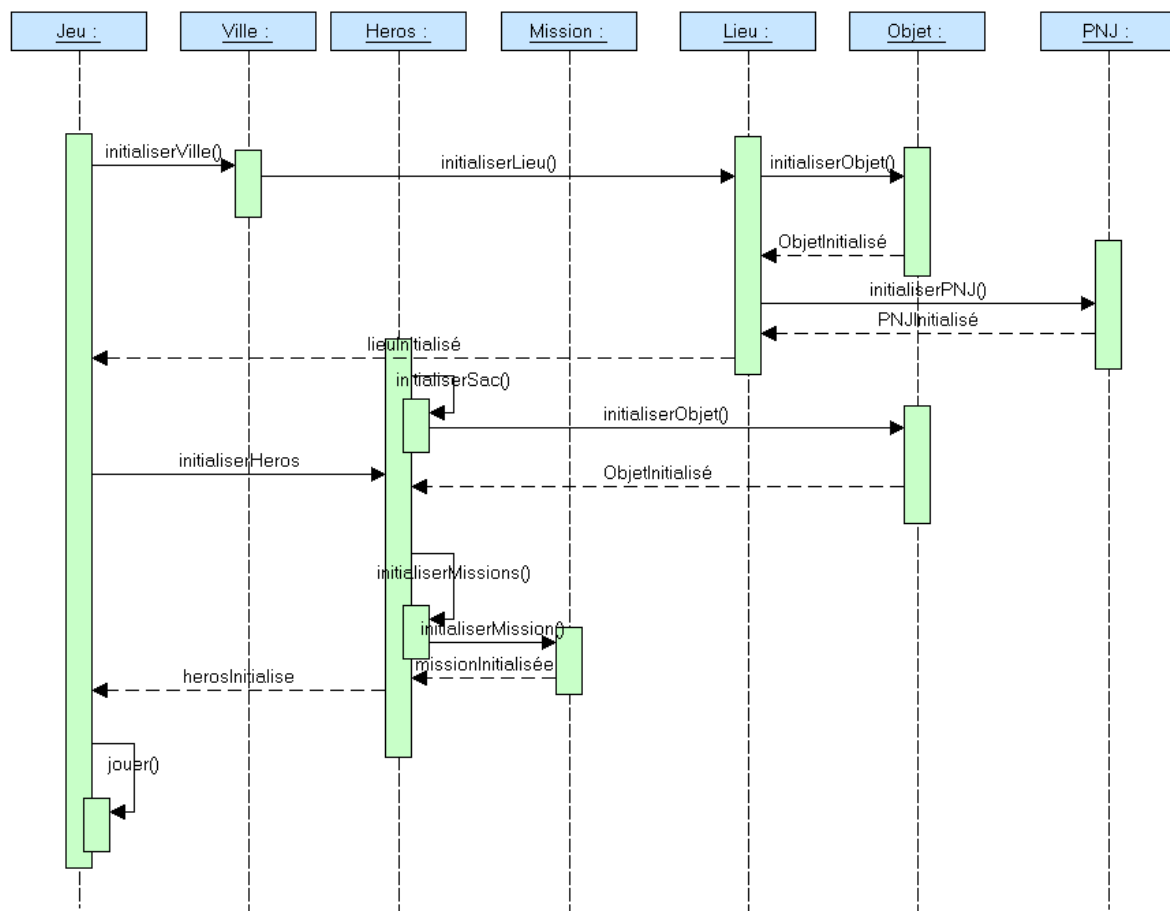 Jeu :
Ville :
Heros :
Mission :
Lieu :
Objet :
PNJ :
initialiserVille()
initialiserLieu()
initialiserObjet()
ObjetInitialisé
initialiserPNJ()
PNJInitialisé
lieuInitialisé
initialiserSac()
initialiserObjet()
initialiserHeros
ObjetInitialisé
initialiserMissions()
initialiserMission()
missionInitialisée
herosInitialise
jouer()